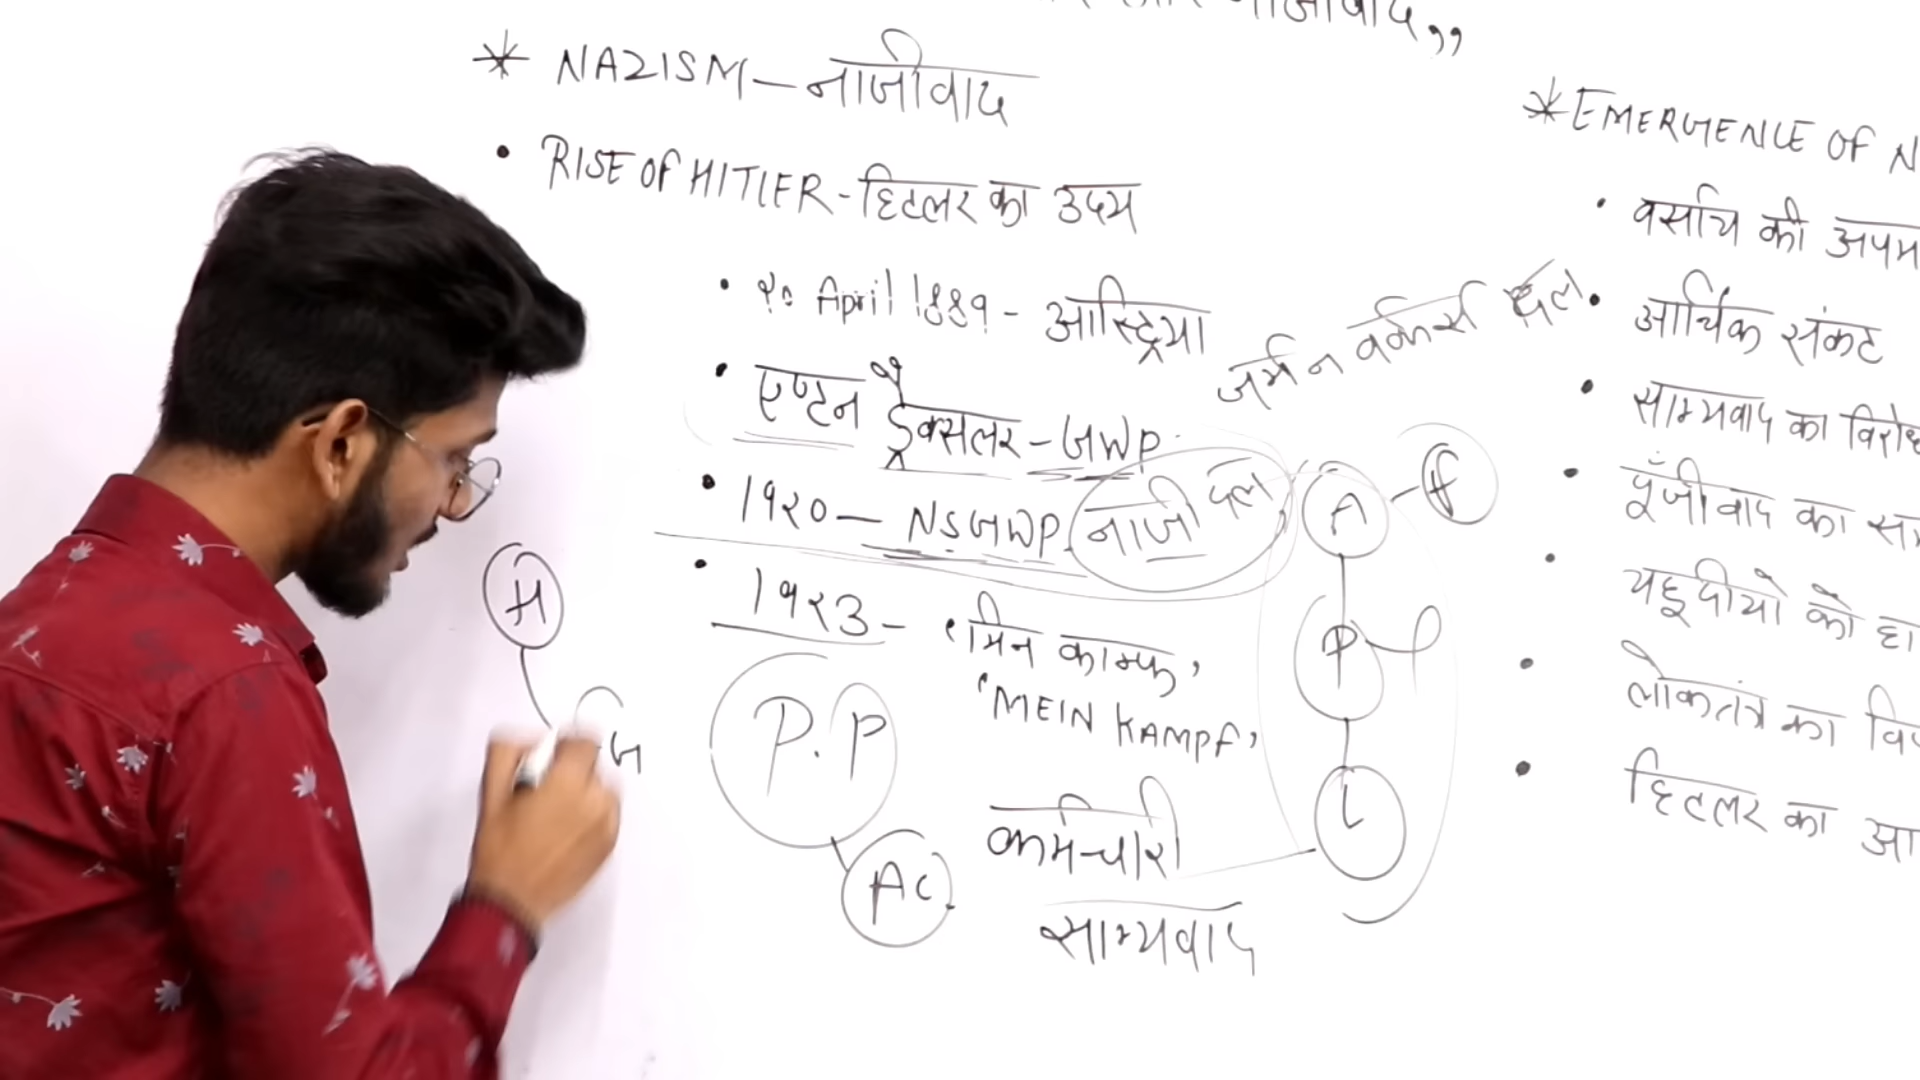 नाजीवाद,,
* NAZISM – नाजीवाद
• RISE OF HITLER - हिटलर का उदय
• २० April 1889 - आस्ट्रिया
जर्मन वर्कर्स दल
• एण्टन ड्रैक्सलर - GWP
• १९२० – NSGWP नाजी दल
• १९२३ - 'मिन काम्फ'
'MEIN KAMPF'
H
G
P.P
AC.
कर्मचारी
साम्यवाद
A - f
P
L
* EMERGENCE OF N
• वर्साय की अपम
• आर्थिक संकट
• साम्यवाद का विरोध
• पूँजीवाद का सम
• यहूदीयो को हा
• लोकतंत्र का वि
• हिटलर का आ